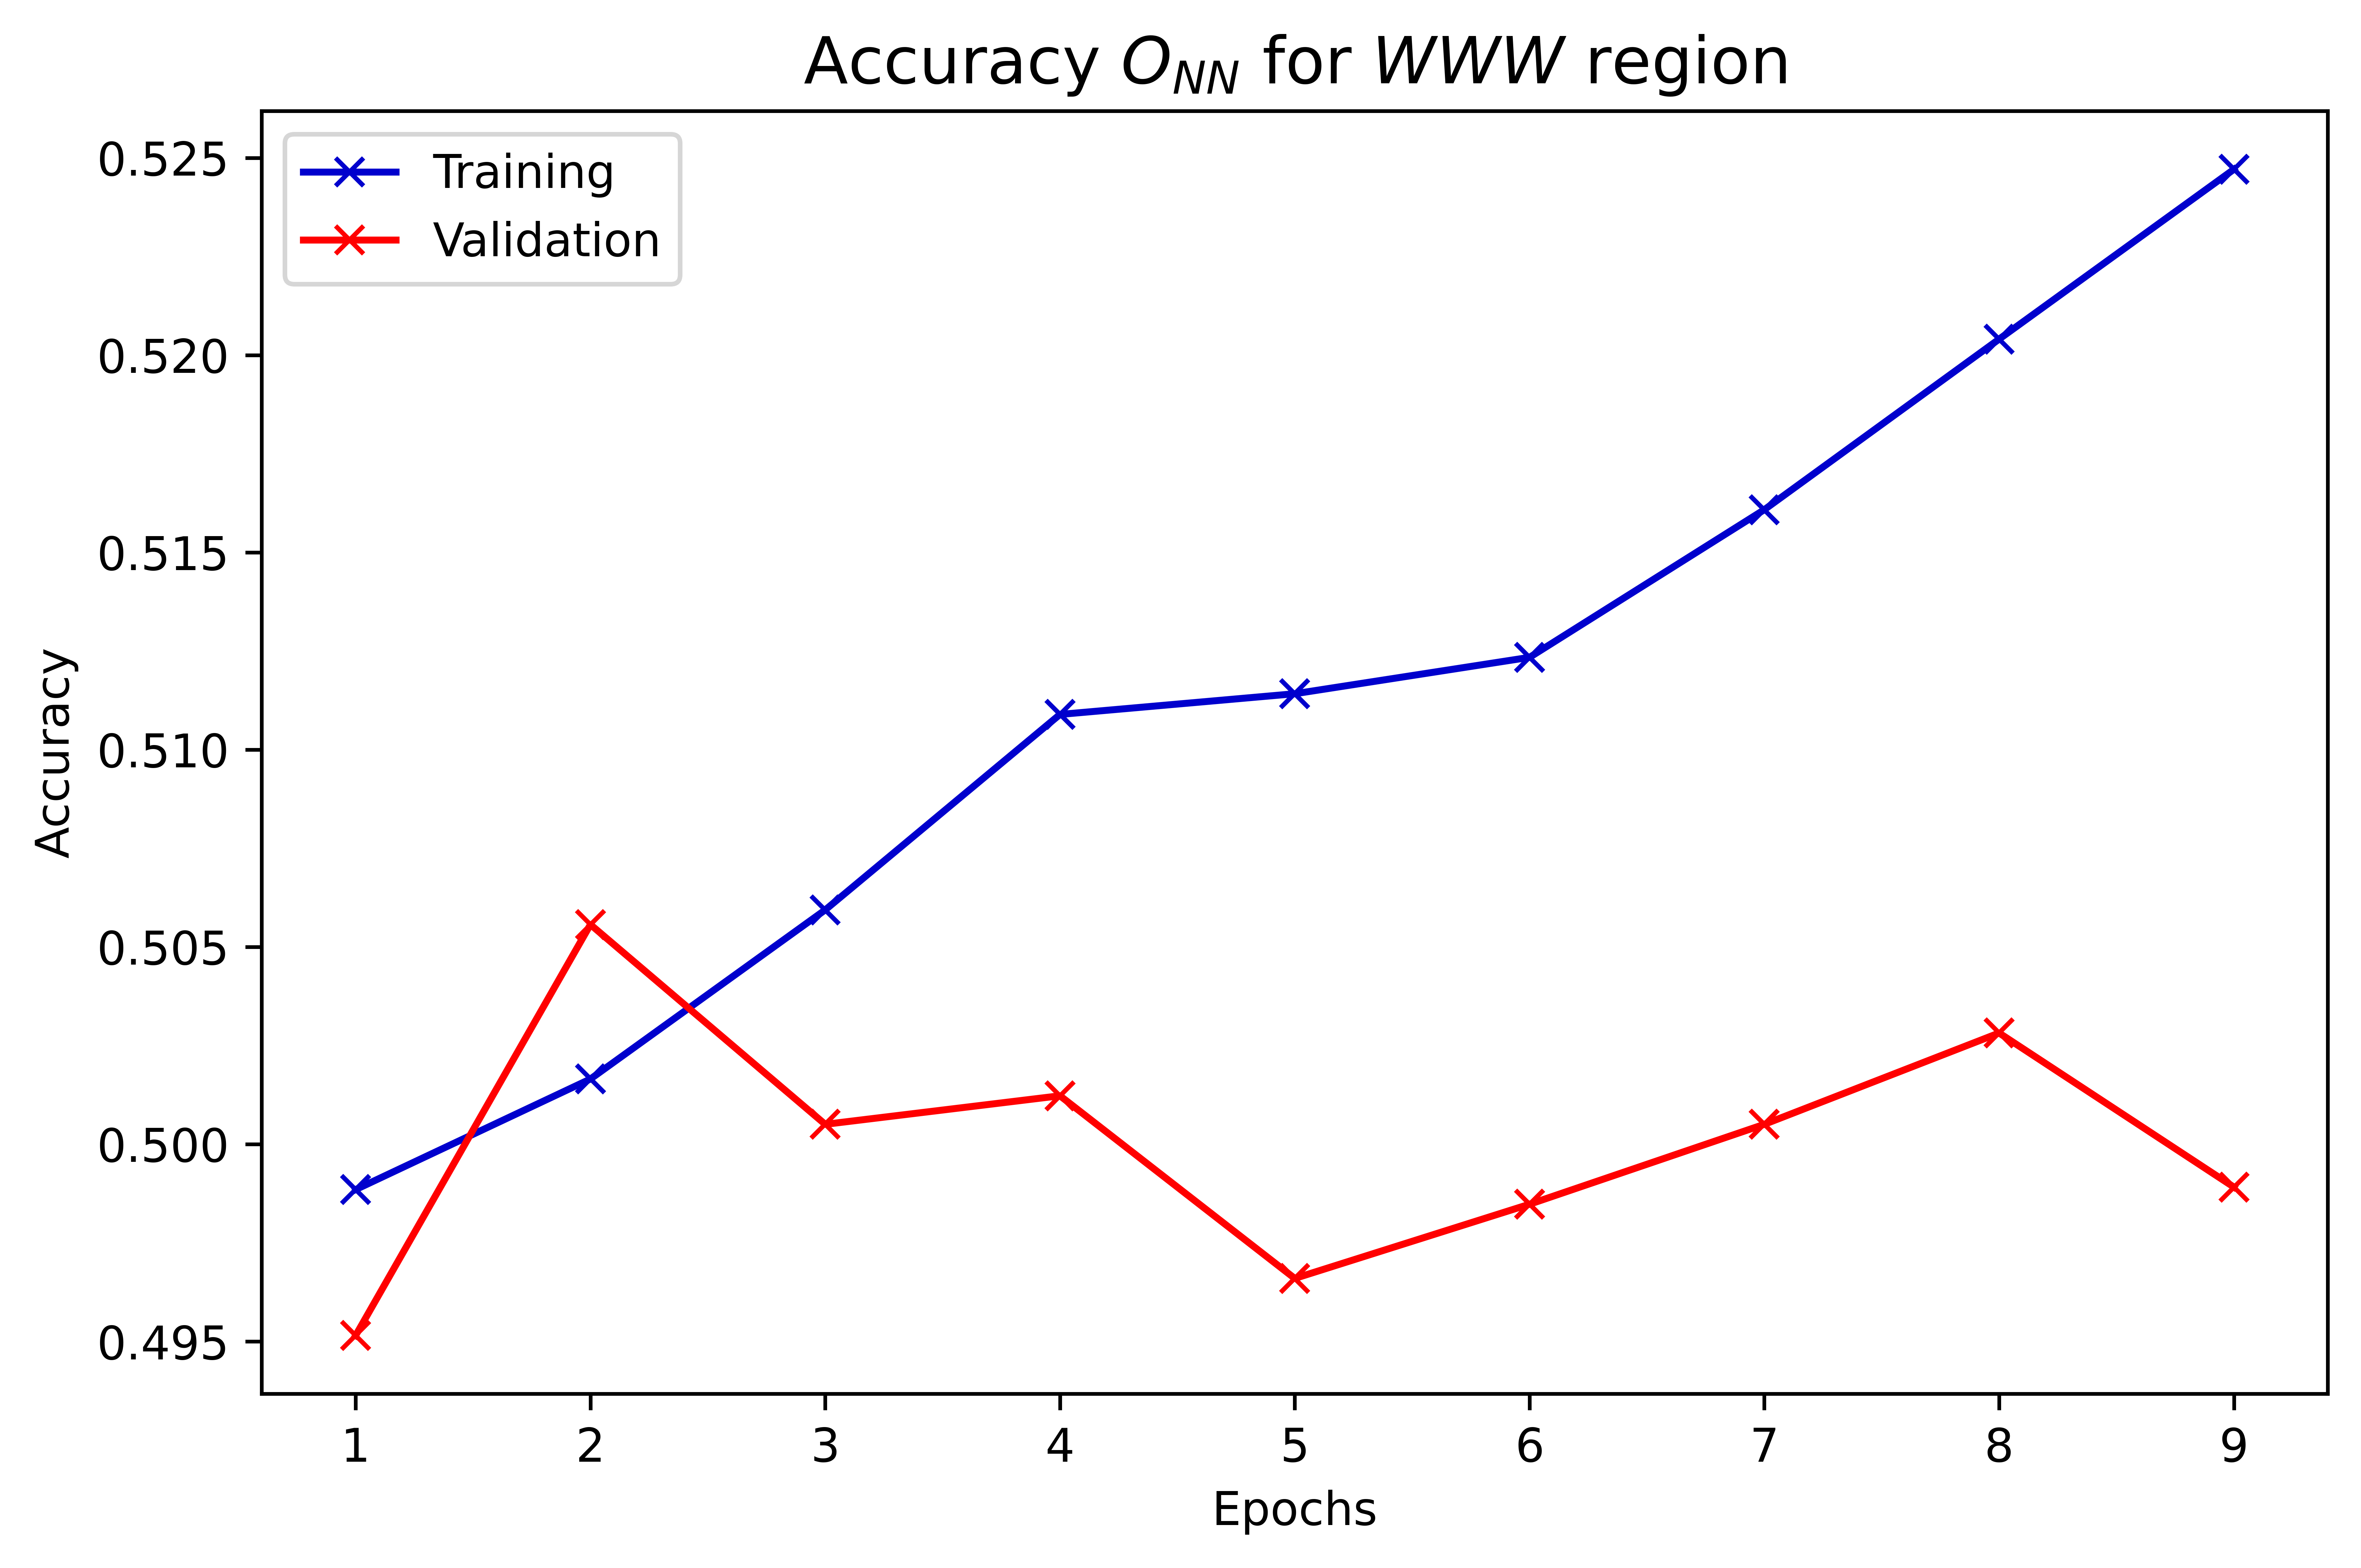 Accuracy O_NN for WWW region
Training
Validation
0.525
0.520
0.515
0.510
0.505
0.500
0.495
Accuracy
1 2 3 4 5 6 7 8 9
Epochs